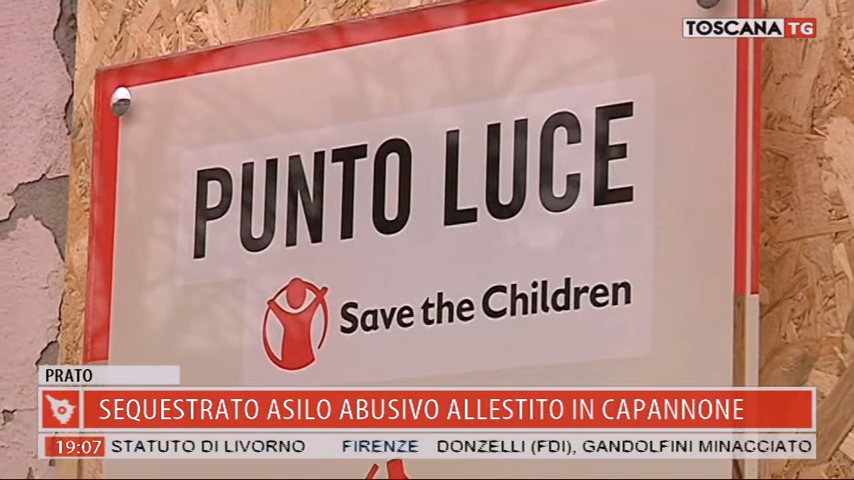 TOSCANA TG
PUNTO LUCE
Save the Children
PRATO
SEQUESTRATO ASILO ABUSIVO ALLESTITO IN CAPANNONE
19:07 STATUTO DI LIVORNO FIRENZE DONZELLI (FDI), GANDOLFINI MINACCIATO